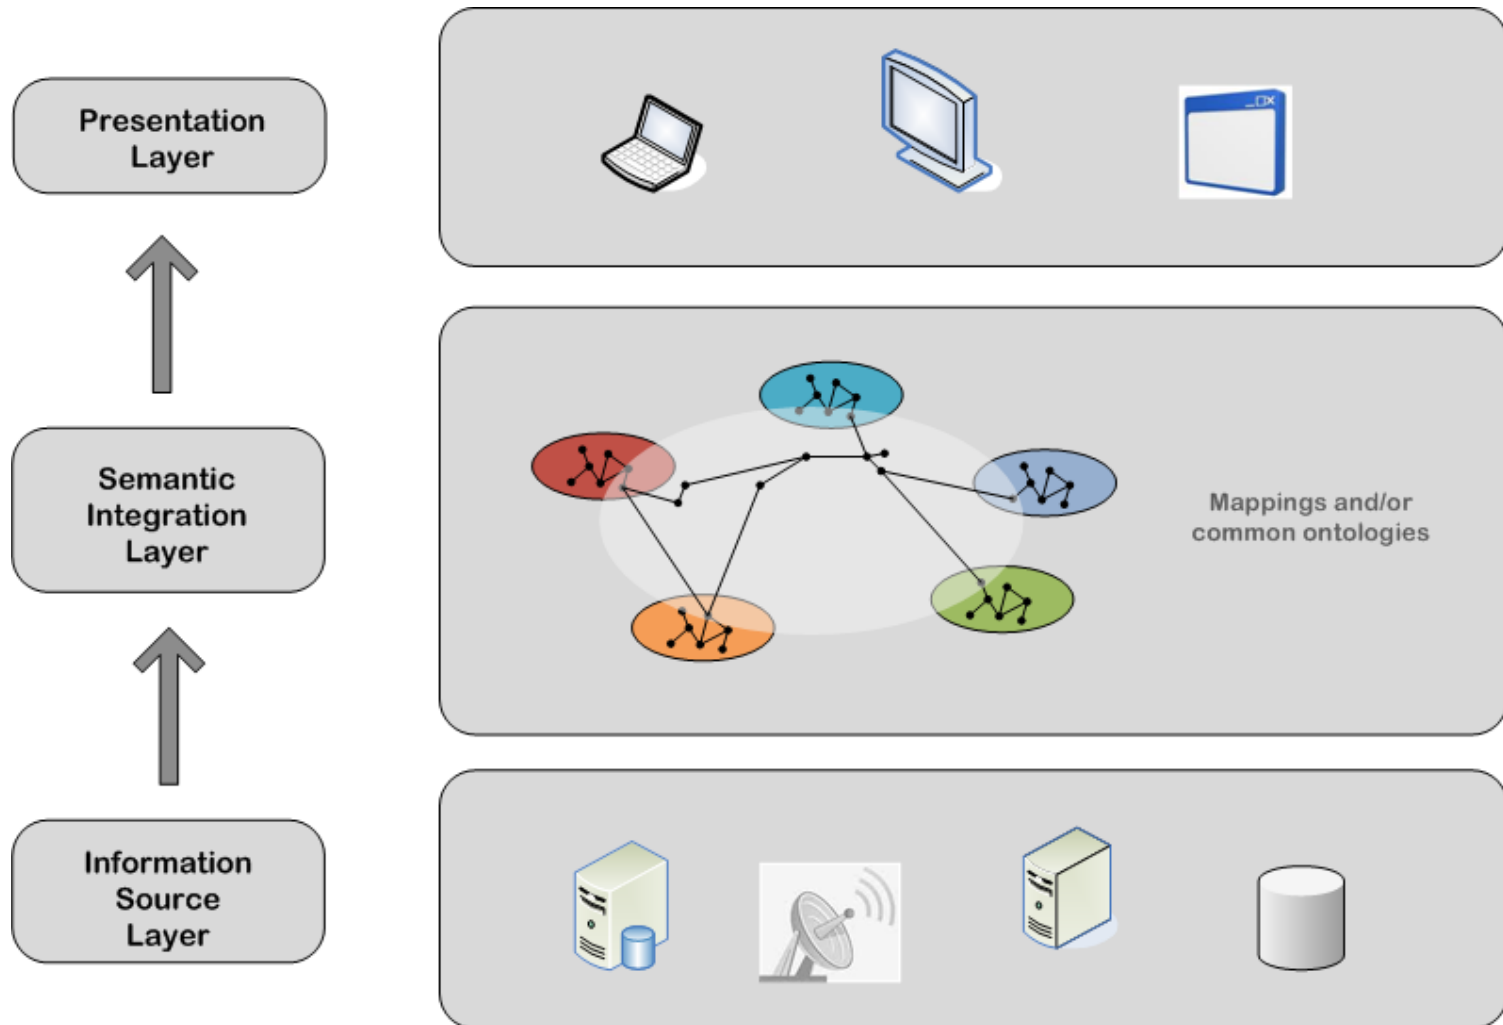 Presentation
Layer
Semantic
Integration
Layer
Mappings and/or
common ontologies
Information
Source
Layer